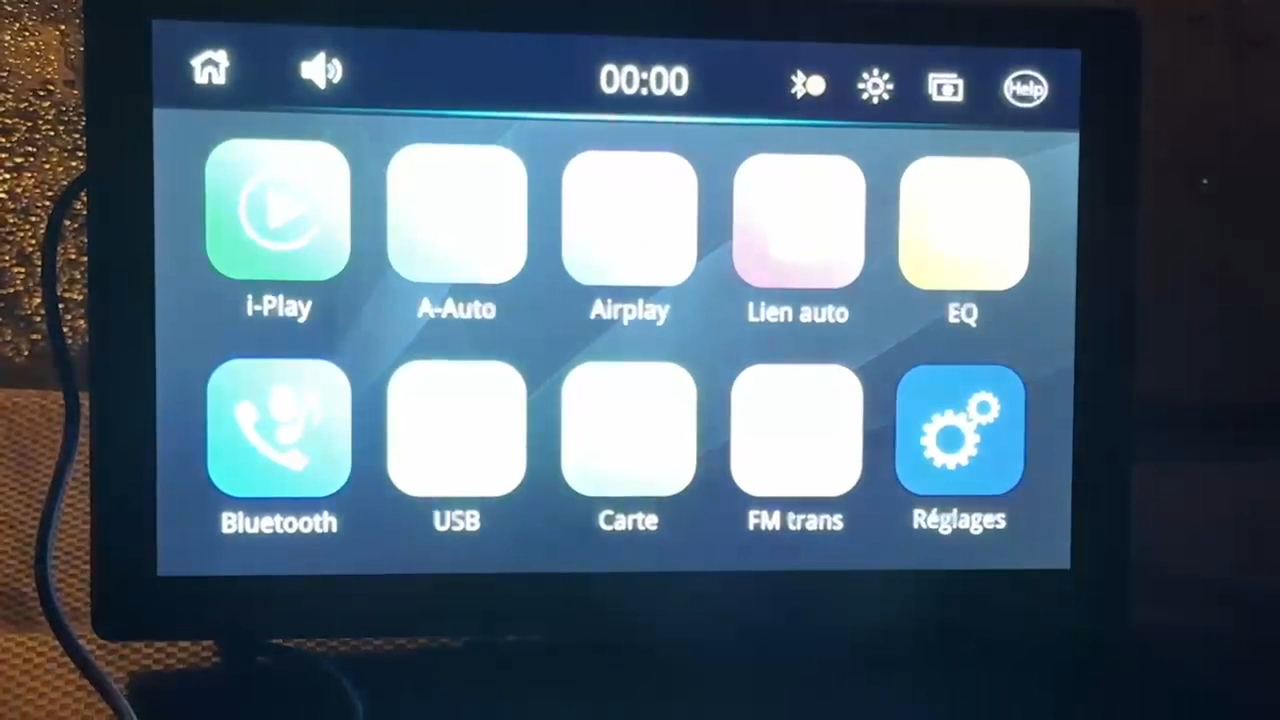 00:00
Help
i-Play A-Auto Airplay Lien auto EQ
Bluetooth USB Carte FM trans Réglages